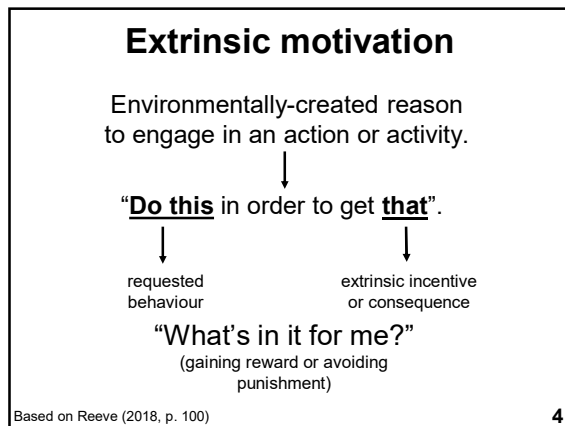 Extrinsic motivation
Environmentally-created reason
to engage in an action or activity.
“Do this in order to get that”.
requested
behaviour
extrinsic incentive
or consequence
“What’s in it for me?”
(gaining reward or avoiding
punishment)
Based on Reeve (2018, p. 100)
4